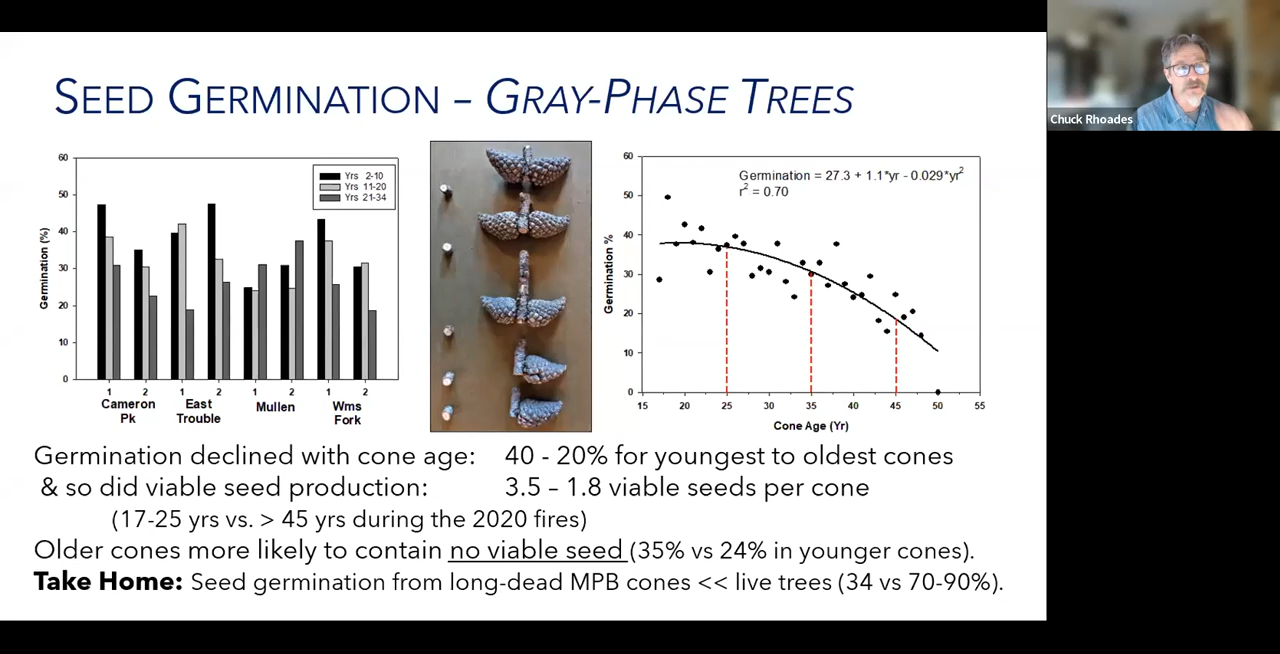 SEED GERMINATION – GRAY-PHASE TREES
Chuck Rhoades
60
50
40
30
20
10
0
Germination (%)
Yrs 2-10
Yrs 11-20
Yrs 21-34
1 2 1 2 1 2 1 2
Cameron Pk
East Trouble
Mullen
Wms Fork
60
50
40
30
20
10
0
Germination %
Germination = 27.3 + 1.1*yr - 0.029*yr²
r² = 0.70
15 20 25 30 35 40 45 50 55
Cone Age (Yr)
Germination declined with cone age: 40 - 20% for youngest to oldest cones
& so did viable seed production: 3.5 – 1.8 viable seeds per cone
(17-25 yrs vs. > 45 yrs during the 2020 fires)
Older cones more likely to contain no viable seed (35% vs 24% in younger cones).
Take Home: Seed germination from long-dead MPB cones << live trees (34 vs 70-90%).